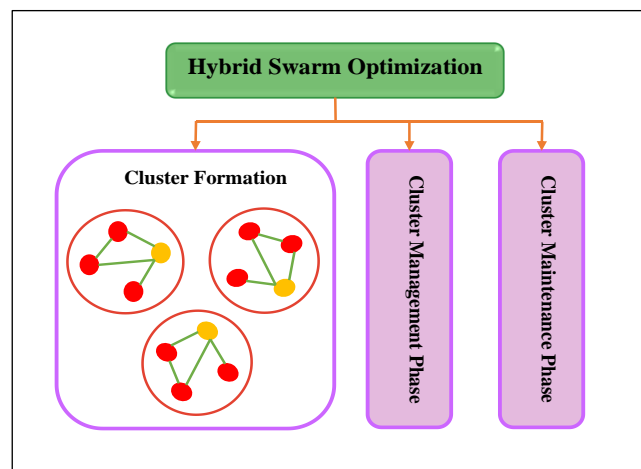 Hybrid Swarm Optimization
Cluster Formation
Cluster Management Phase
Cluster Maintenance Phase